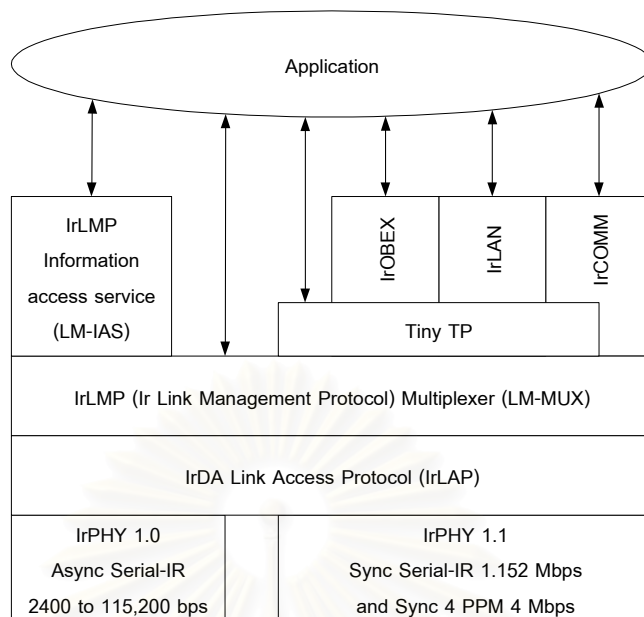 Application
IrLMP
Information
access service
(LM-IAS)
IrOBEX
IrLAN
IrCOMM
Tiny TP
IrLMP (Ir Link Management Protocol) Multiplexer (LM-MUX)
IrDA Link Access Protocol (IrLAP)
IrPHY 1.0
Async Serial-IR
2400 to 115,200 bps
IrPHY 1.1
Sync Serial-IR 1.152 Mbps
and Sync 4 PPM 4 Mbps